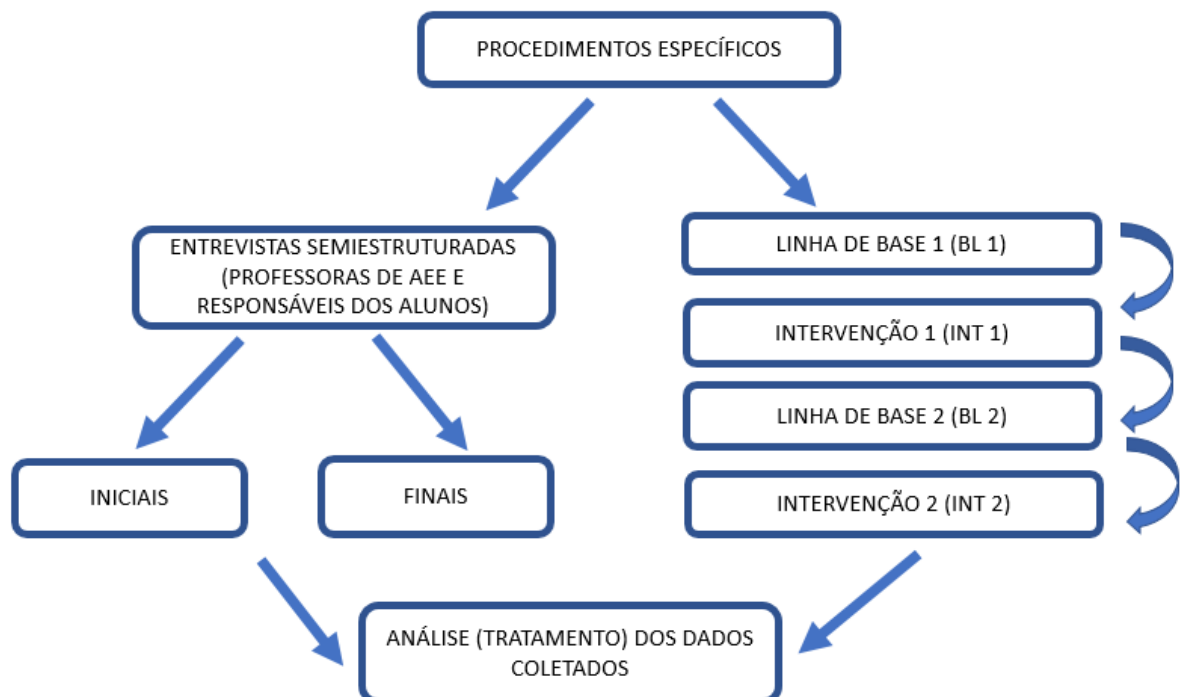 PROCEDIMENTOS ESPECÍFICOS
ENTREVISTAS SEMIESTRUTURADAS
(PROFESSORAS DE AEE E
RESPONSÁVEIS DOS ALUNOS)
INICIAIS
FINAIS
LINHA DE BASE 1 (BL 1)
INTERVENÇÃO 1 (INT 1)
LINHA DE BASE 2 (BL 2)
INTERVENÇÃO 2 (INT 2)
ANÁLISE (TRATAMENTO) DOS DADOS
COLETADOS